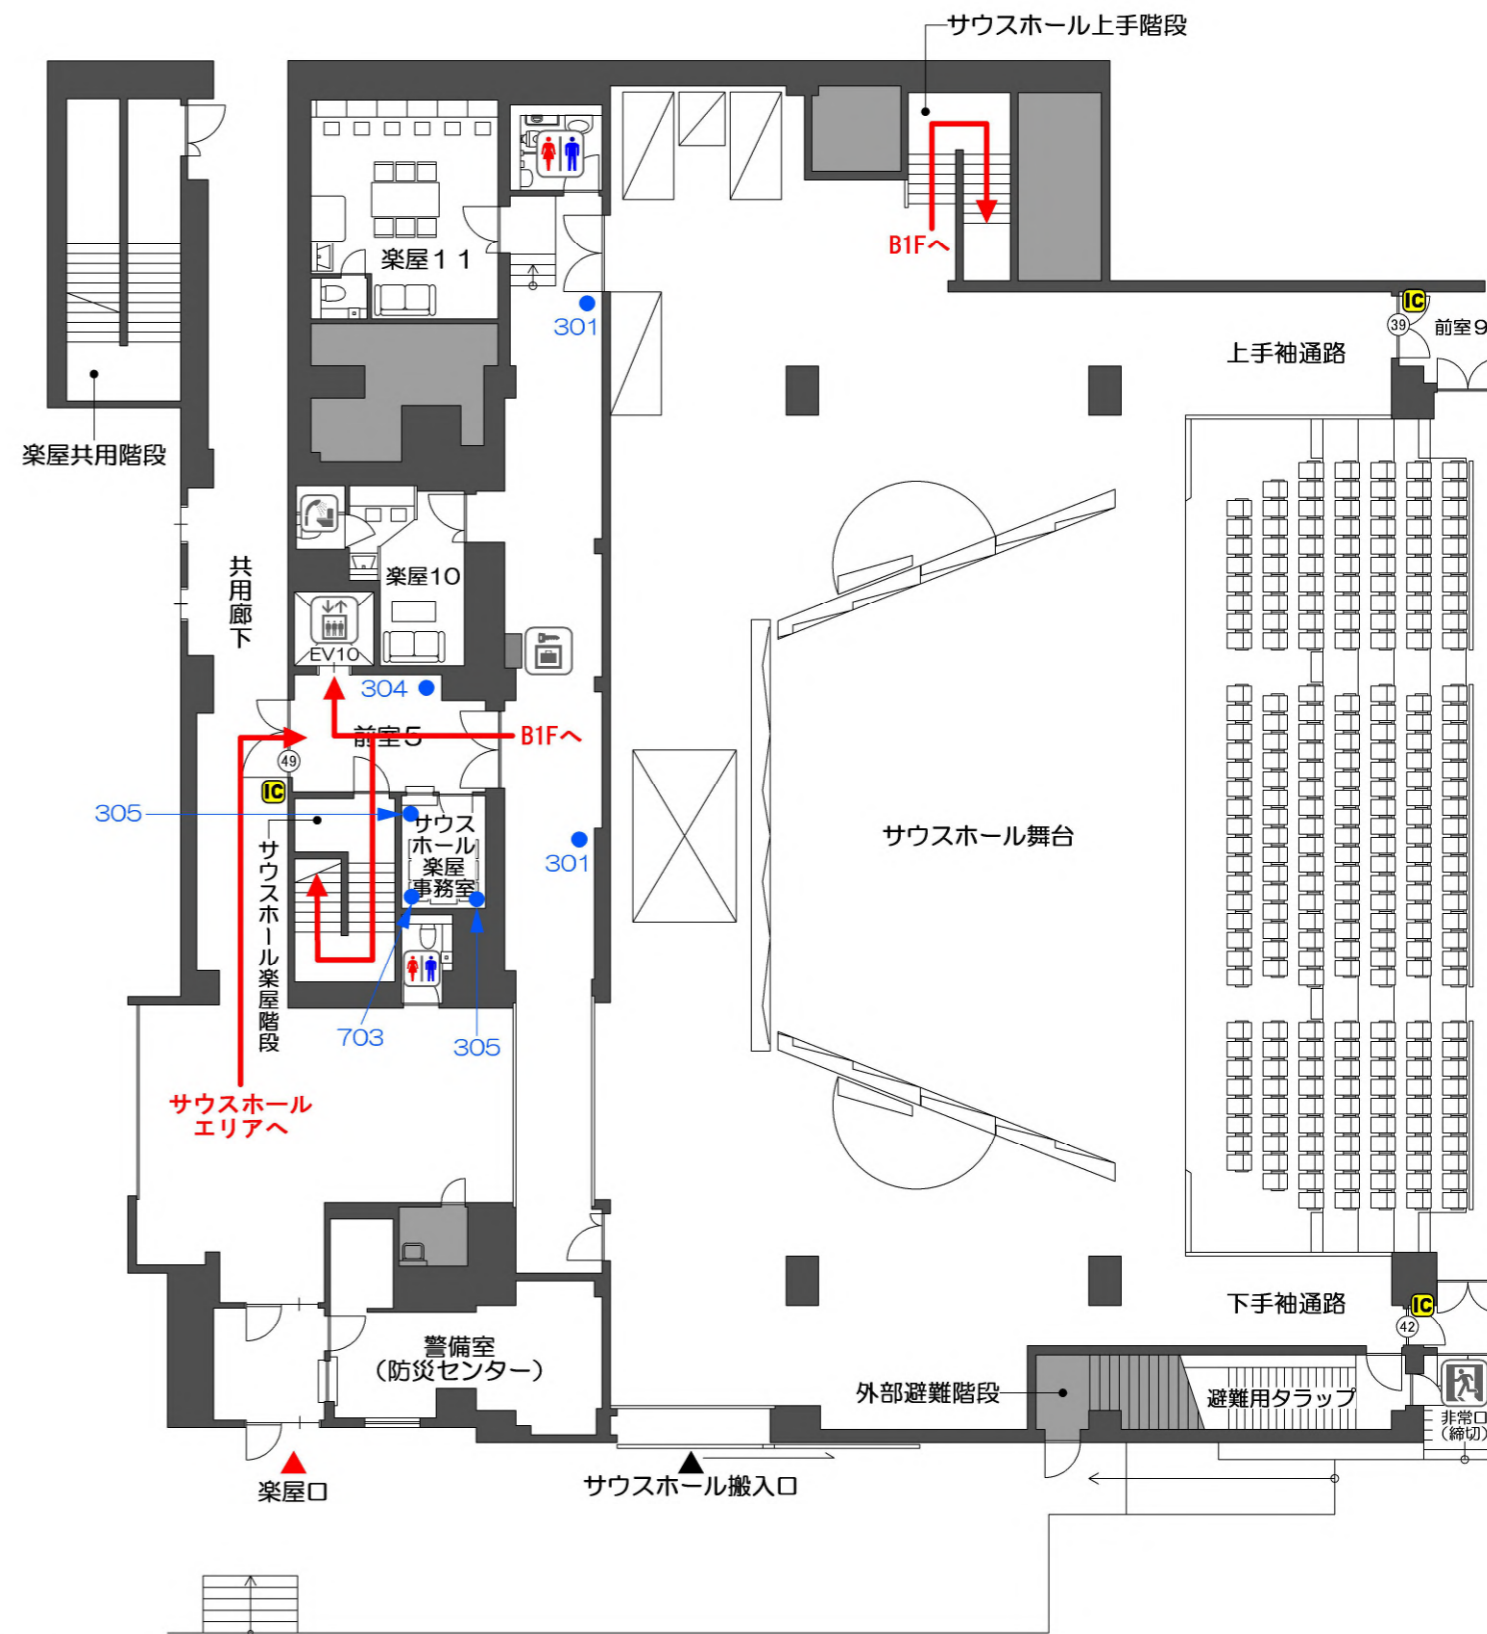 サウスホール上手階段
楽屋11
B1Fへ
301
IC
39
前室9
上手袖通路
楽屋共用階段
共用廊下
楽屋10
EV10
304
前室5
B1Fへ
49
IC
305
サウス
ホール
楽屋
事務室
サウスホール楽屋階段
301
サウスホール舞台
703
305
サウスホール
エリアへ
下手袖通路
IC
42
警備室
(防災センター)
外部避難階段
避難用タラップ
非常口
(締切)
楽屋口
サウスホール搬入口